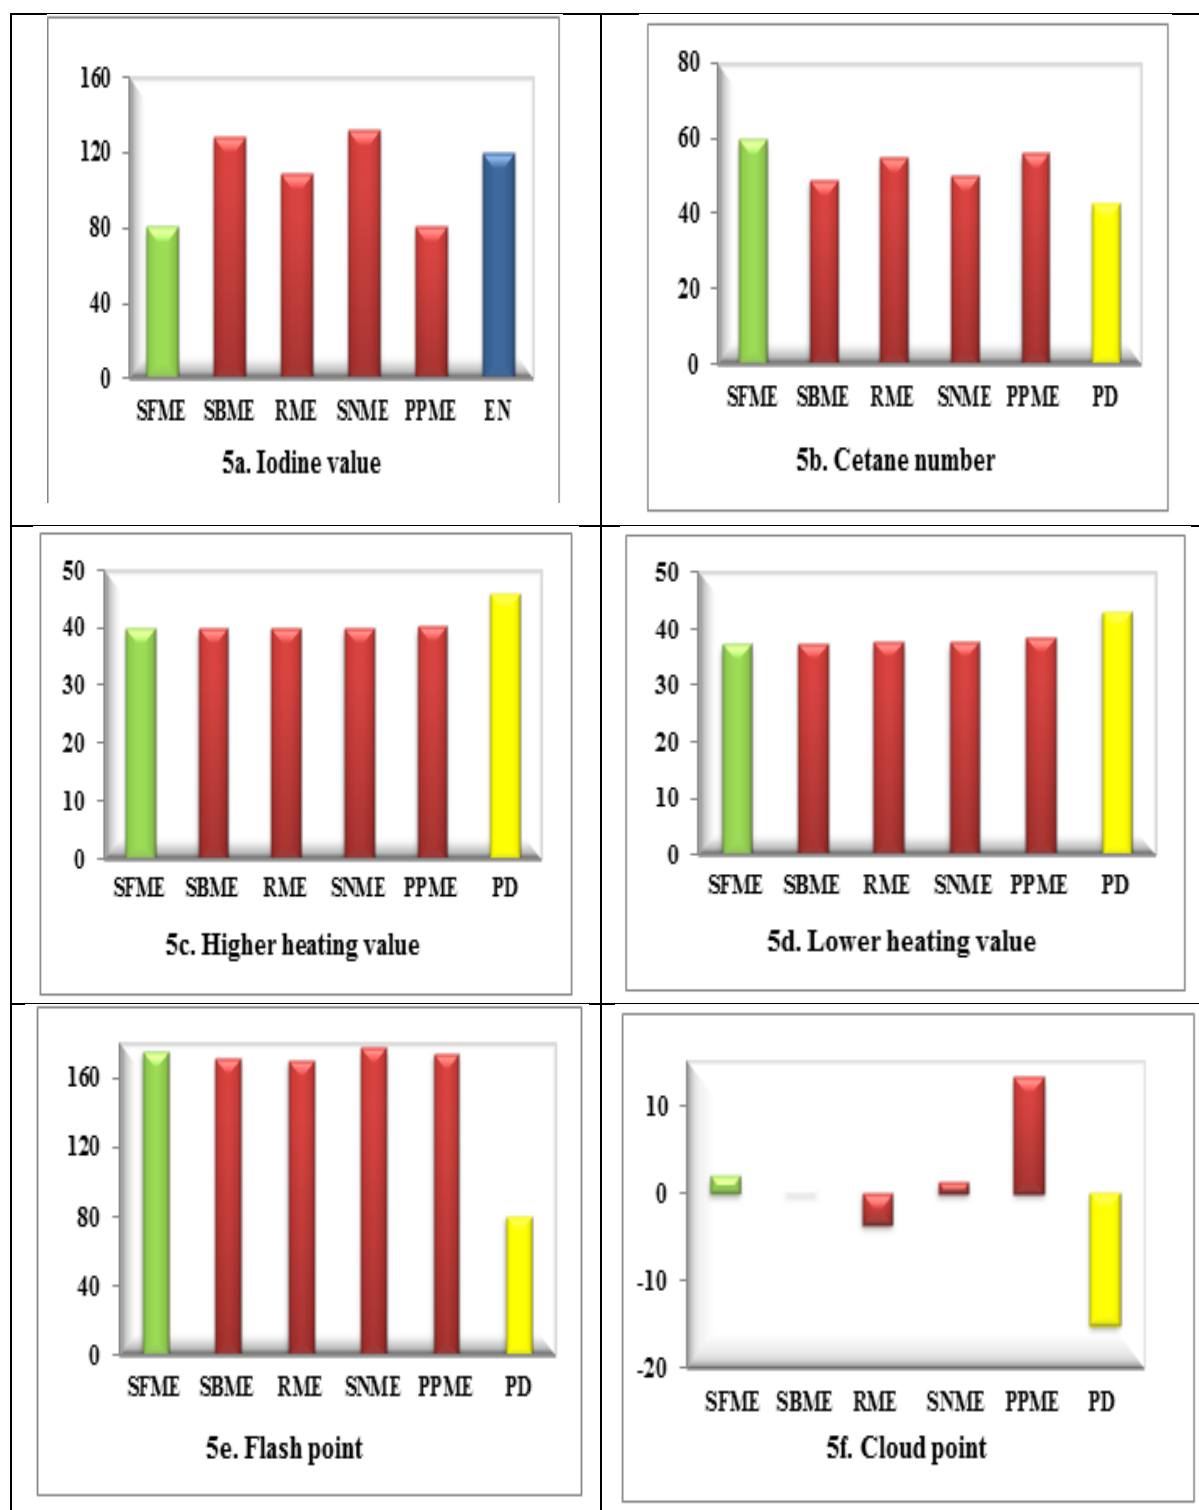 160
120
80
40
0
SFME SBME RME SNME PPME EN
5a. Iodine value
80
60
40
20
0
SFME SBME RME SNME PPME PD
5b. Cetane number
50
40
30
20
10
0
SFME SBME RME SNME PPME PD
5c. Higher heating value
50
40
30
20
10
0
SFME SBME RME SNME PPME PD
5d. Lower heating value
160
120
80
40
0
SFME SBME RME SNME PPME PD
5e. Flash point
10
0
-10
-20
SFME SBME RME SNME PPME PD
5f. Cloud point